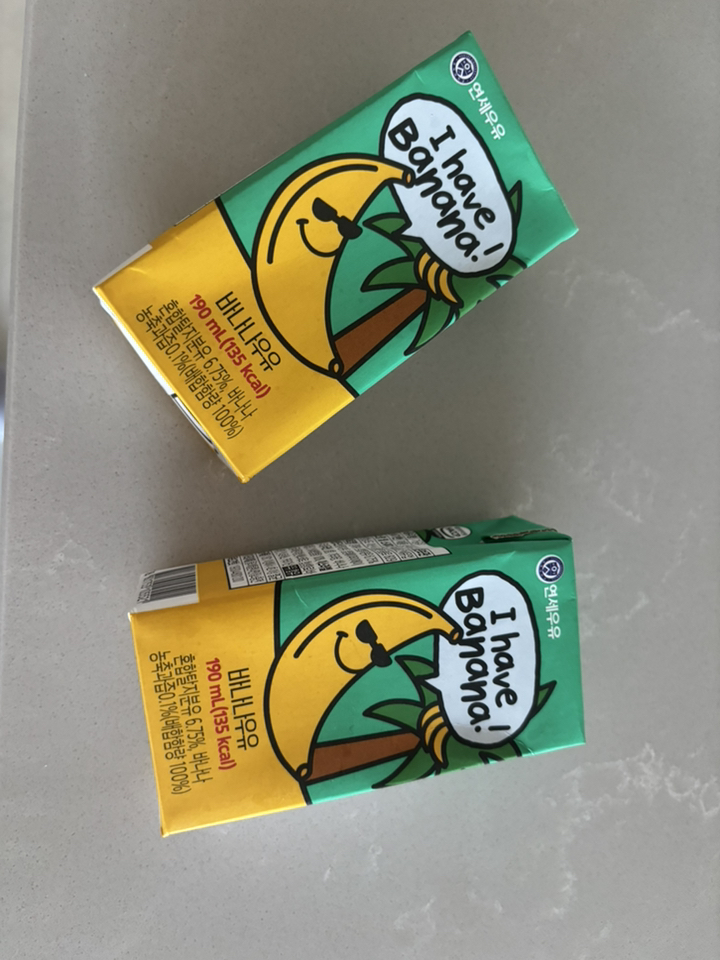 연세우유
I have
Banana!
바나나우유
190 mL(135 kcal)
혼합탈지분유 6.75%, 바나나
농축과즙0.1%(배합함량 100%)
연세우유
I have
Banana!
바나나우유
190 mL(135 kcal)
혼합탈지분유 6.75%, 바나나
농축과즙0.1%(배합함량 100%)